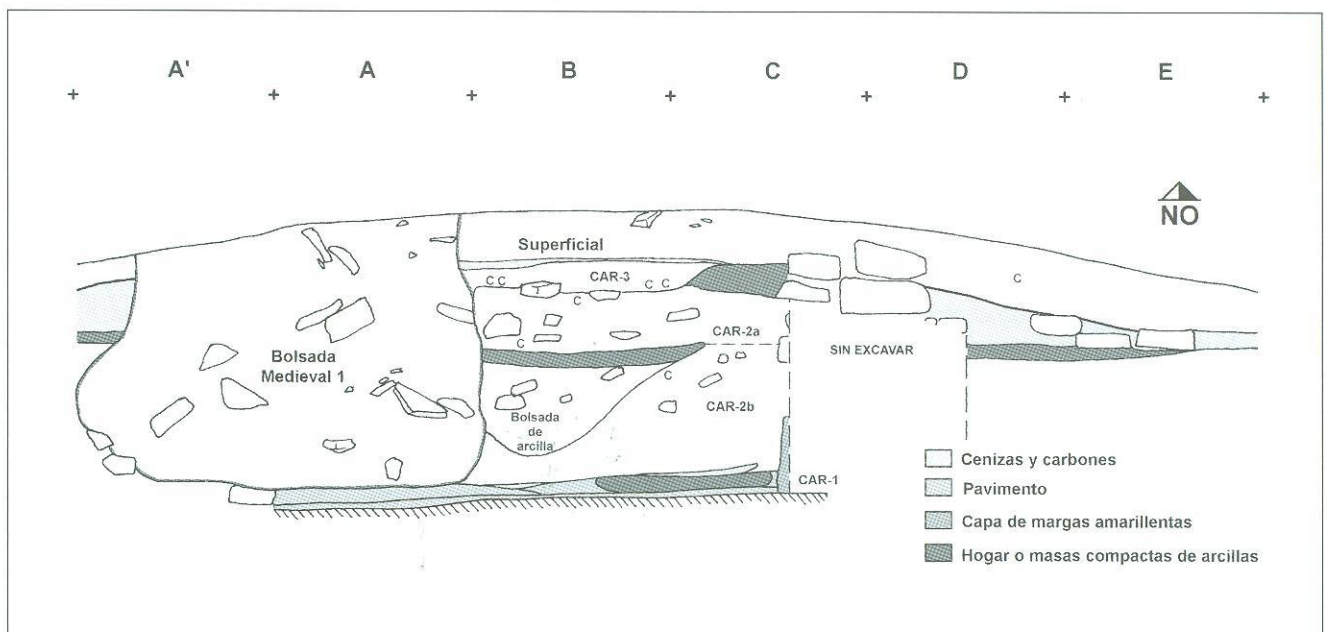 A' A B C D E
NO
Superficial
C C CAR-3 C C C
C
CAR-2a
C
SIN EXCAVAR
Bolsada
Medieval 1
C
CAR-2b
Bolsada
de
arcilla
CAR-1
Cenizas y carbones
Pavimento
Capa de margas amarillentas
Hogar o masas compactas de arcillas